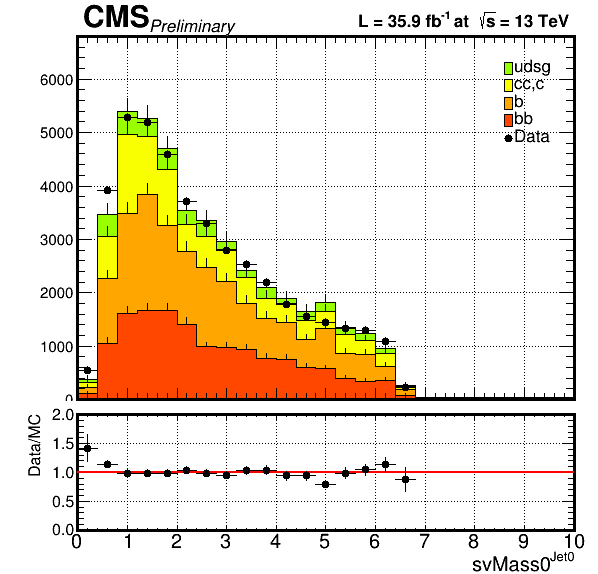 CMS Preliminary L = 35.9 fb⁻¹ at √s = 13 TeV
6000
5000
4000
3000
2000
1000
0
udsg
cc,c
b
bb
Data
Data/MC
2.0
1.5
1.0
0.5
0.0
0 1 2 3 4 5 6 7 8 9 10
svMass0^Jet0